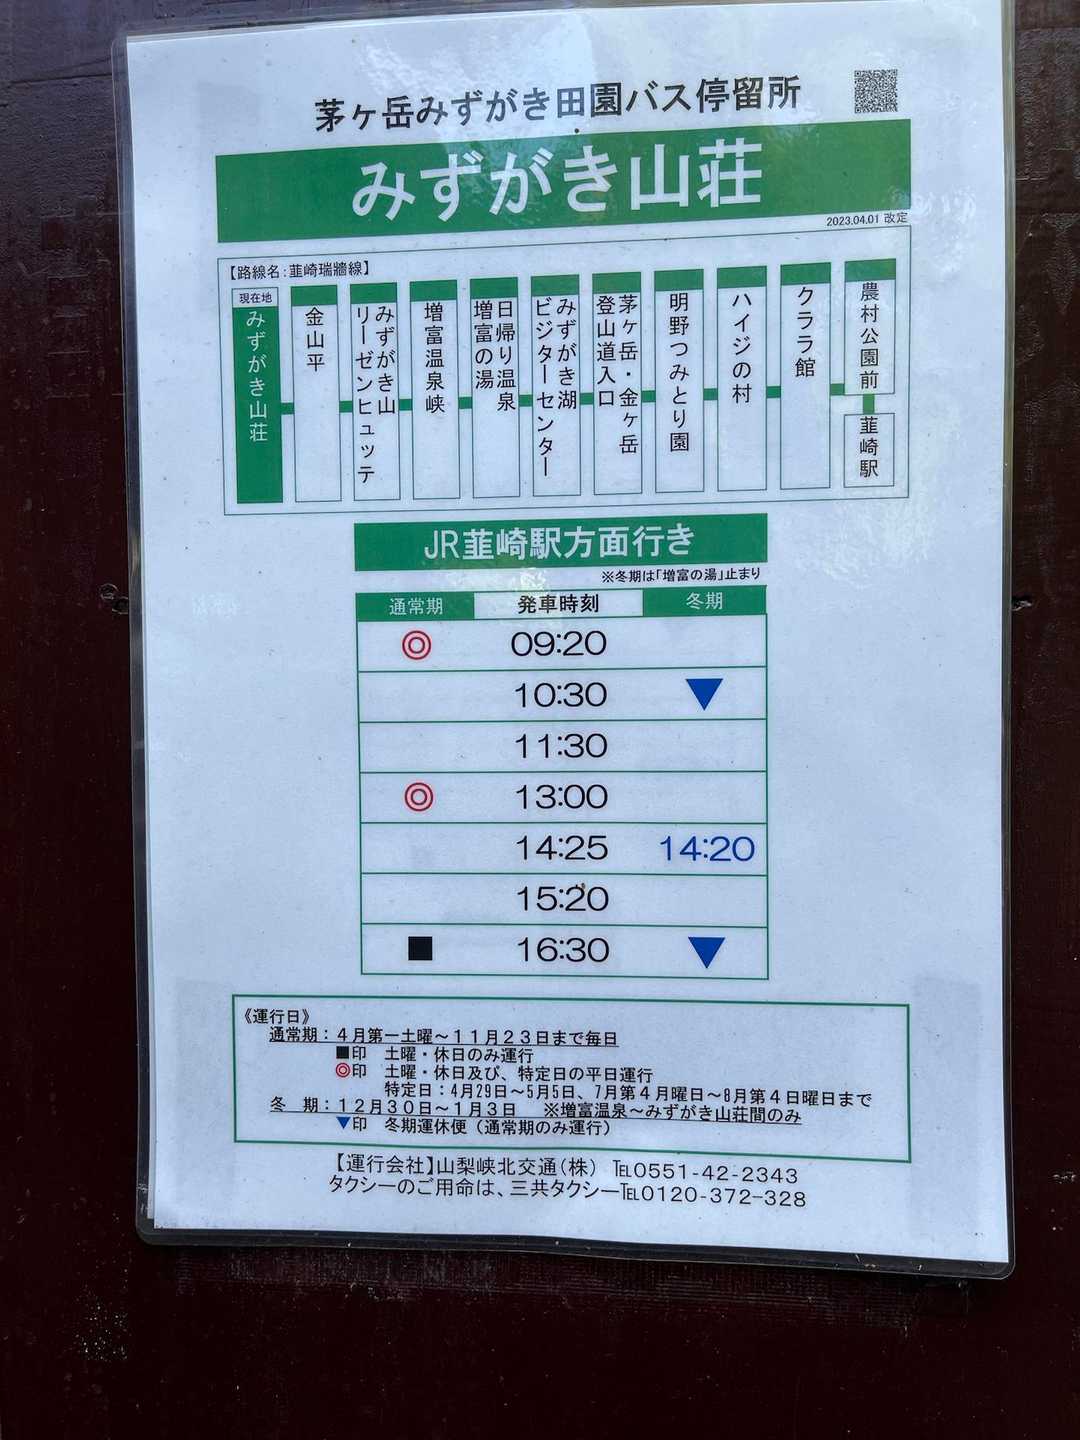 茅ヶ岳みずがき田園バス停留所
みずがき山荘
2023.04.01 改定
【路線名：韮崎瑞牆線】
現在地
みずがき山荘
金山平
みずがき山
リーゼンヒュッテ
増富温泉峡
日帰り温泉
増富の湯
みずがき湖
ビジターセンター
茅ヶ岳・金ヶ岳
登山道入口
明野つみとり園
ハイジの村
クララ館
農村公園前
韮崎駅
JR韮崎駅方面行き
※冬期は「増富の湯」止まり
通常期 発車時刻 冬期
◎ 09:20
10:30 ▼
11:30
◎ 13:00
14:25 14:20
15:20
■ 16:30 ▼
《運行日》
通常期：４月第一土曜～１１月２３日まで毎日
■印 土曜・休日のみ運行
◎印 土曜・休日及び、特定日の平日運行
特定日：4月29日～5月5日、7月第４月曜日～8月第４日曜日まで
冬 期：１２月３０日～１月３日 ※増富温泉～みずがき山荘間のみ
▼印 冬期運休便（通常期のみ運行）
【運行会社】山梨峡北交通（株） TEL0551-42-2343
タクシーのご用命は、三共タクシーTEL0120-372-328